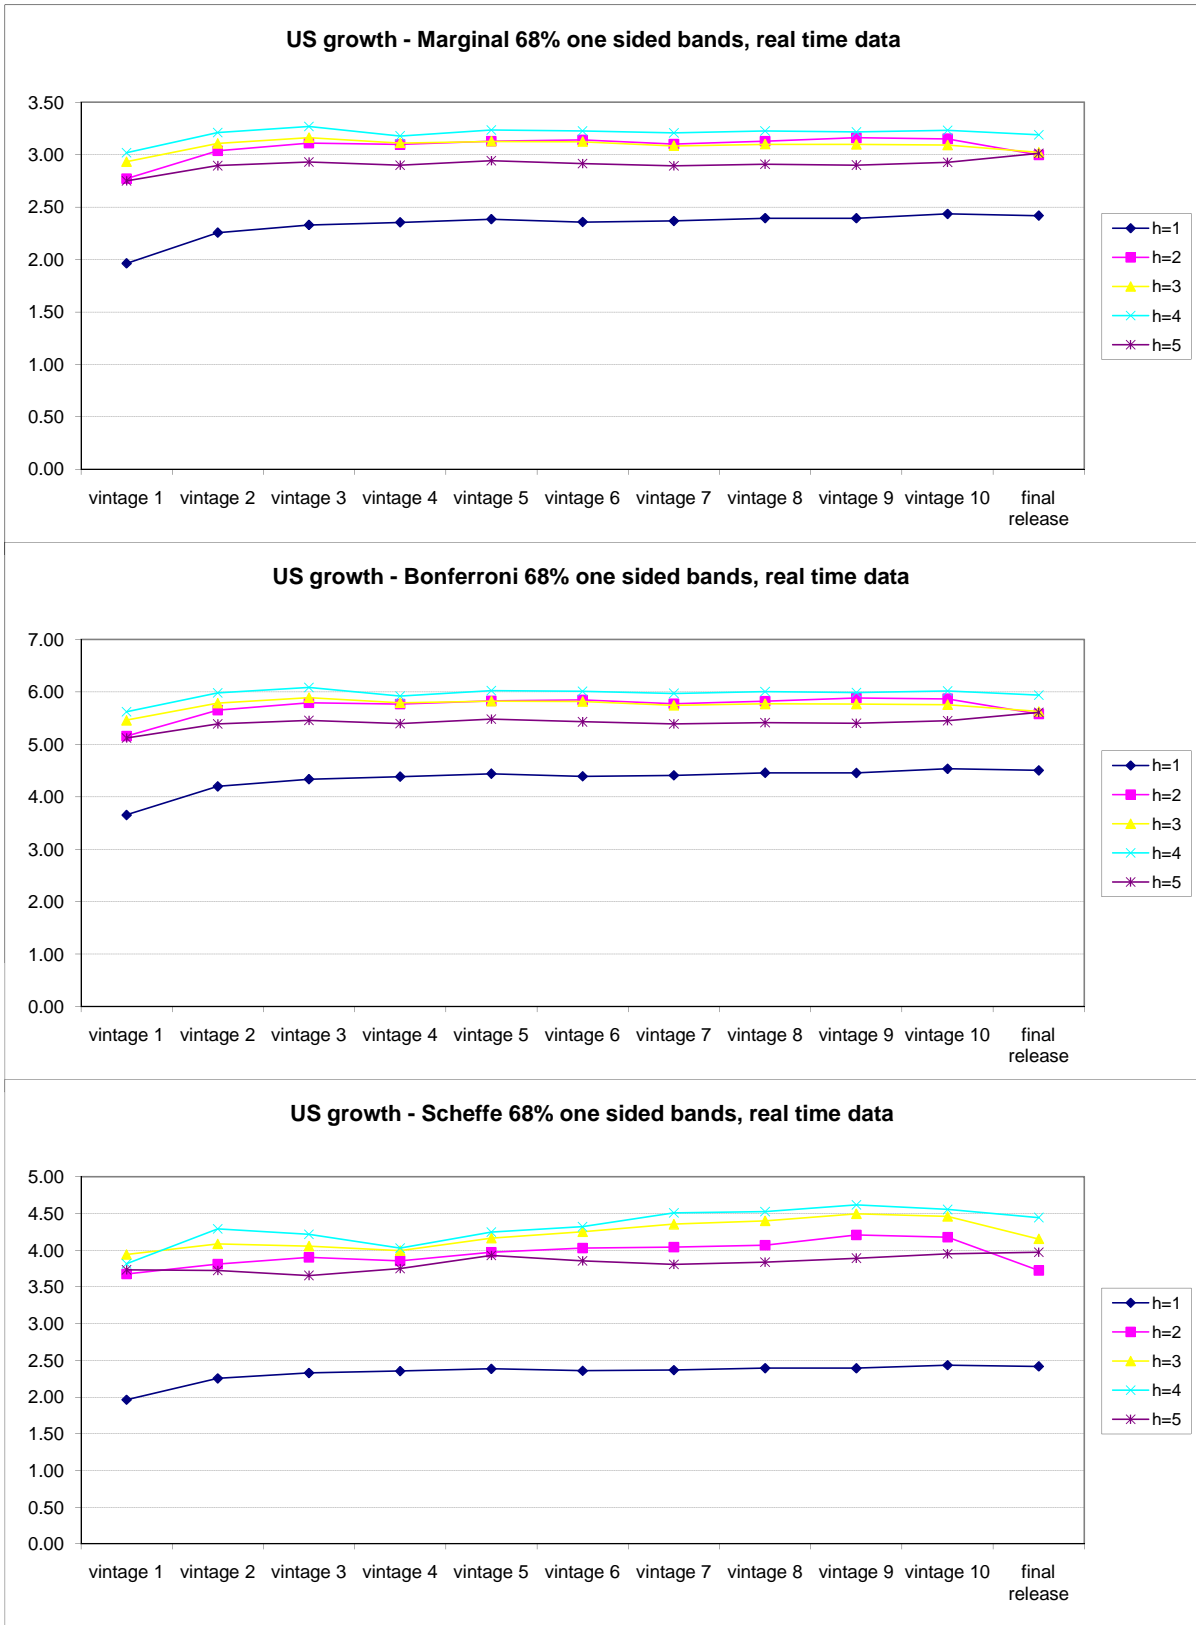 US growth - Marginal 68% one sided bands, real time data
3.50
3.00
2.50
2.00
1.50
1.00
0.50
0.00
vintage 1 vintage 2 vintage 3 vintage 4 vintage 5 vintage 6 vintage 7 vintage 8 vintage 9 vintage 10 final
release
h=1
h=2
h=3
h=4
h=5
US growth - Bonferroni 68% one sided bands, real time data
7.00
6.00
5.00
4.00
3.00
2.00
1.00
0.00
vintage 1 vintage 2 vintage 3 vintage 4 vintage 5 vintage 6 vintage 7 vintage 8 vintage 9 vintage 10 final
release
h=1
h=2
h=3
h=4
h=5
US growth - Scheffe 68% one sided bands, real time data
5.00
4.50
4.00
3.50
3.00
2.50
2.00
1.50
1.00
0.50
0.00
vintage 1 vintage 2 vintage 3 vintage 4 vintage 5 vintage 6 vintage 7 vintage 8 vintage 9 vintage 10 final
release
h=1
h=2
h=3
h=4
h=5